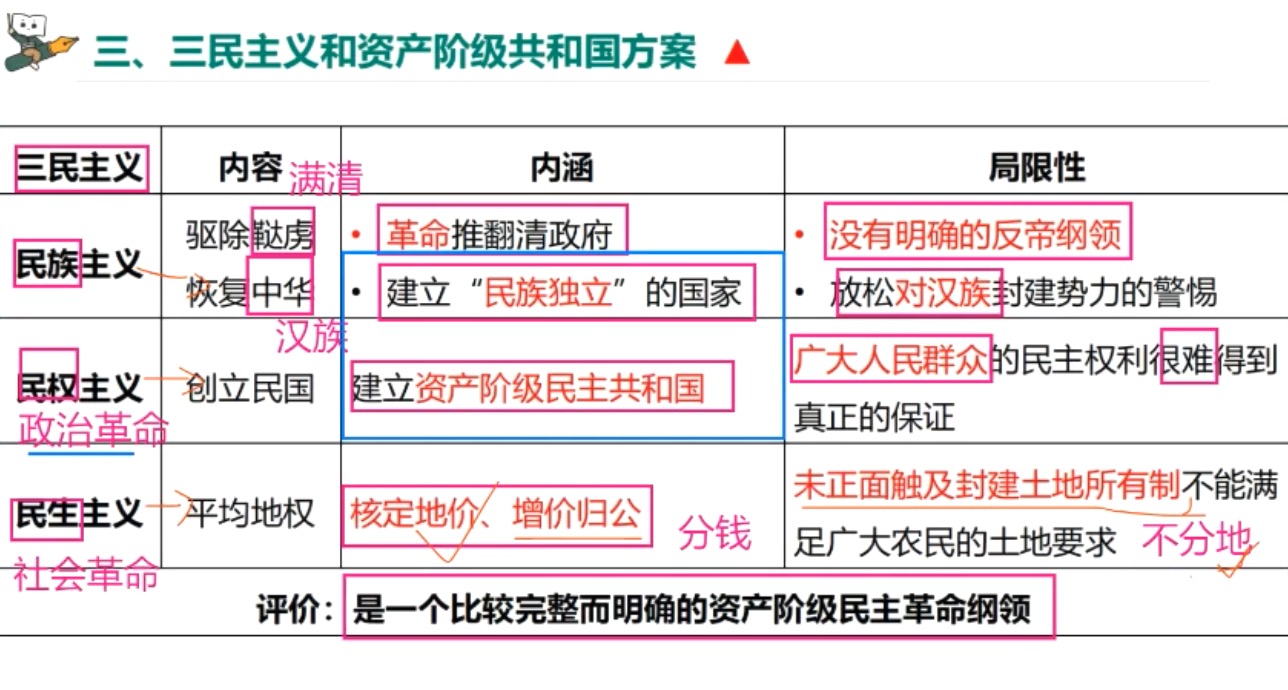 三、三民主义和资产阶级共和国方案
三民主义 内容 内涵 局限性
满清
驱除鞑虏 • 革命推翻清政府 • 没有明确的反帝纲领
民族主义
恢复中华 • 建立“民族独立”的国家 • 放松对汉族封建势力的警惕
汉族
民权主义 创立民国 建立资产阶级民主共和国 广大人民群众的民主权利很难得到
真正的保证
政治革命
民生主义 平均地权 核定地价、增价归公 未正面触及封建土地所有制不能满
分钱
足广大农民的土地要求 不分地
社会革命
评价：是一个比较完整而明确的资产阶级民主革命纲领